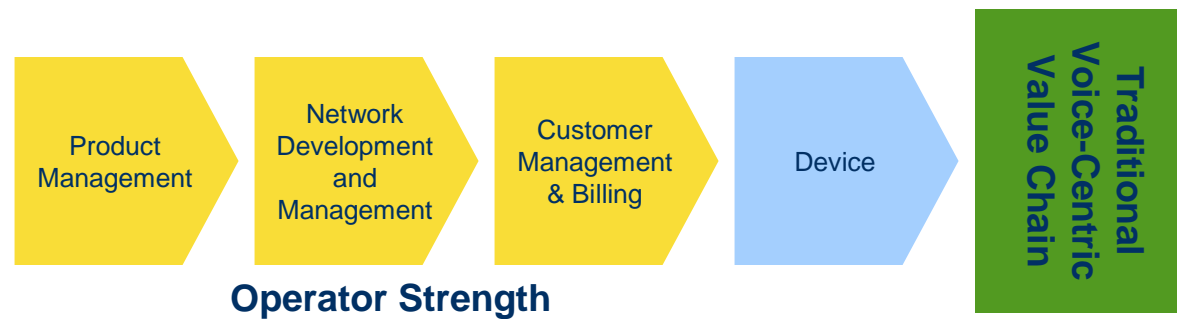 Product
Management
Network
Development
and
Management
Customer
Management
& Billing
Device
Traditional
Voice-Centric
Value Chain
Operator Strength